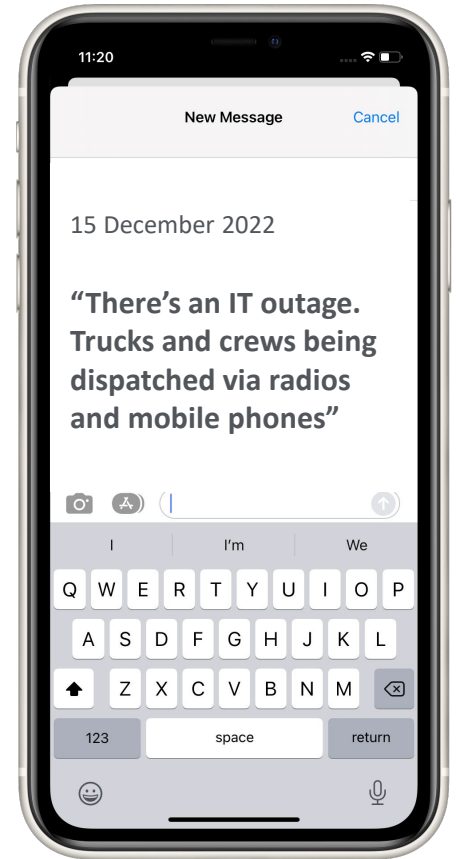 11:20
New Message Cancel
15 December 2022
“There’s an IT outage.
Trucks and crews being
dispatched via radios
and mobile phones”
I I’m We
Q W E R T Y U I O P
A S D F G H J K L
Z X C V B N M
123 space return